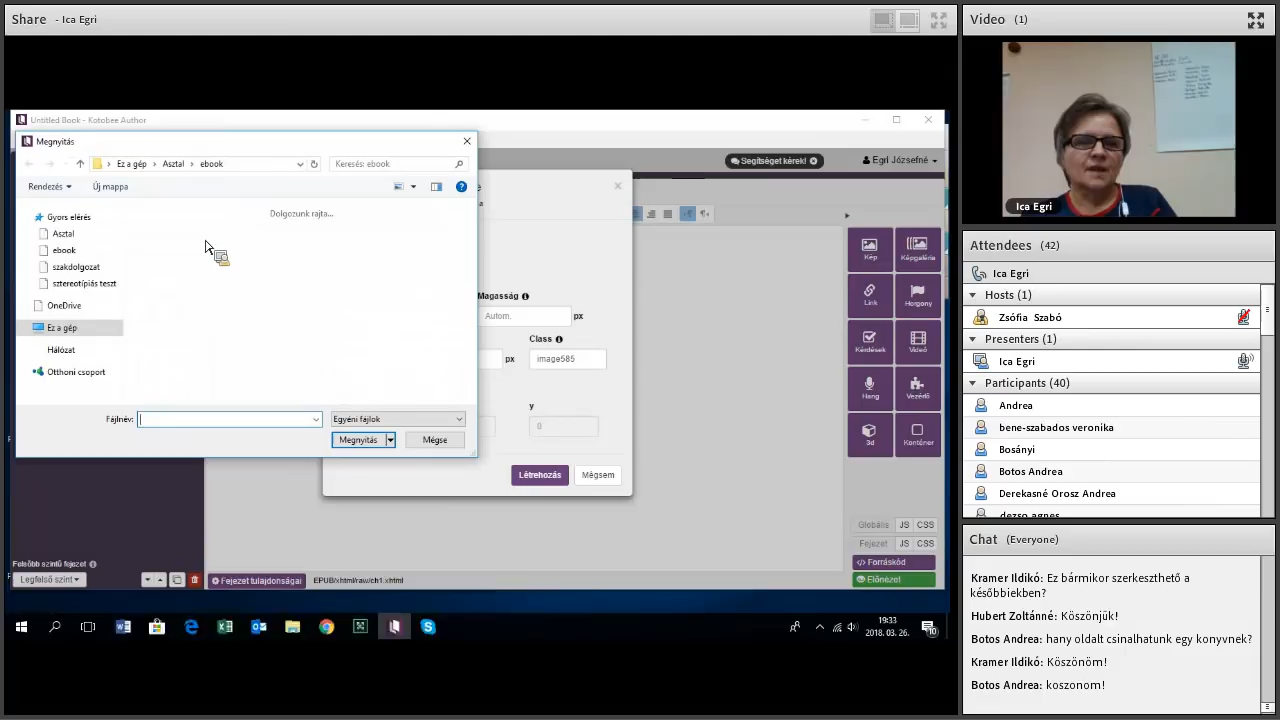 Share - Ica Egri
Untitled Book - Kotobee Author
Megnyitás
Ez a gép
Asztal
ebook
Keresés: ebook
Rendezés
Új mappa
Dolgozunk rajta...
Gyors elérés
Asztal
ebook
szakdolgozat
sztereotípiás teszt
OneDrive
Ez a gép
Hálózat
Otthoni csoport
Fájlnév:
Egyéni fájlok
Megnyitás
Mégse
Segítséget kérek!
Egri Józsefné
Magasság
Autom.
px
px
Class
image585
y
0
Létrehozás
Mégsem
Kép
Képgaléria
Link
Horgony
Kérdések
Videó
Hang
Vezérlő
3d
Konténer
Globális JS CSS
Fejezet JS CSS
Forráskód
Előnézet
Felsőbb szintű fejezet
Legfelső szint
Fejezet tulajdonságai
EPUB/xhtml/raw/ch1.xhtml
19:33
2018. 03. 26.
10
Video (1)
Ica Egri
Attendees (42)
Ica Egri
Hosts (1)
Zsófia Szabó
Presenters (1)
Ica Egri
Participants (40)
Andrea
bene-szabados veronika
Bosányi
Botos Andrea
Derekasné Orosz Andrea
dezso agnes
Chat (Everyone)
Kramer Ildikó: Ez bármikor szerkeszthető a
későbbiekben?
Hubert Zoltánné: Köszönjük!
Botos Andrea: hany oldalt csinalhatunk egy konyvnek?
Kramer Ildikó: Köszönöm!
Botos Andrea: koszonom!